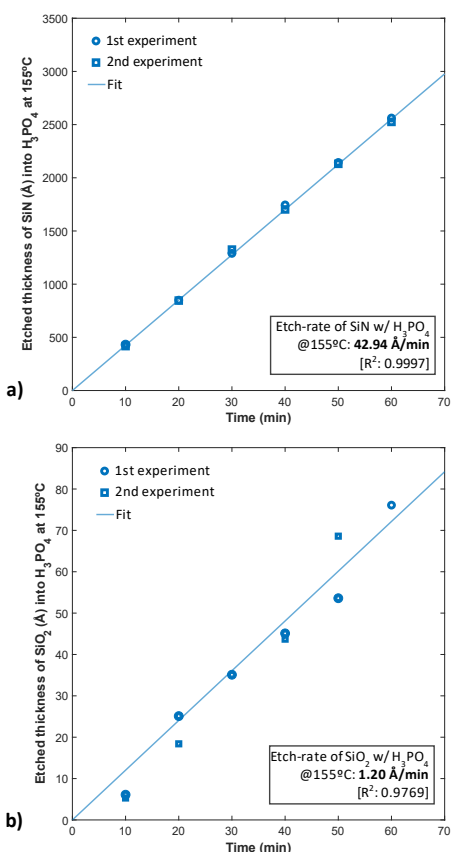 3500
3000
2500
2000
1500
1000
500
0
Etched thickness of SiN (Å) into H₃PO₄ at 155ºC
1st experiment
2nd experiment
Fit
Etch-rate of SiN w/ H₃PO₄
@155ºC: 42.94 Å/min
[R²: 0.9997]
0 10 20 30 40 50 60 70
Time (min)
a)
90
80
70
60
50
40
30
20
10
0
Etched thickness of SiO₂ (Å) into H₃PO₄ at 155ºC
1st experiment
2nd experiment
Fit
Etch-rate of SiO₂ w/H₃PO₄
@155ºC: 1.20 Å/min
[R²: 0.9769]
0 10 20 30 40 50 60 70
Time (min)
b)